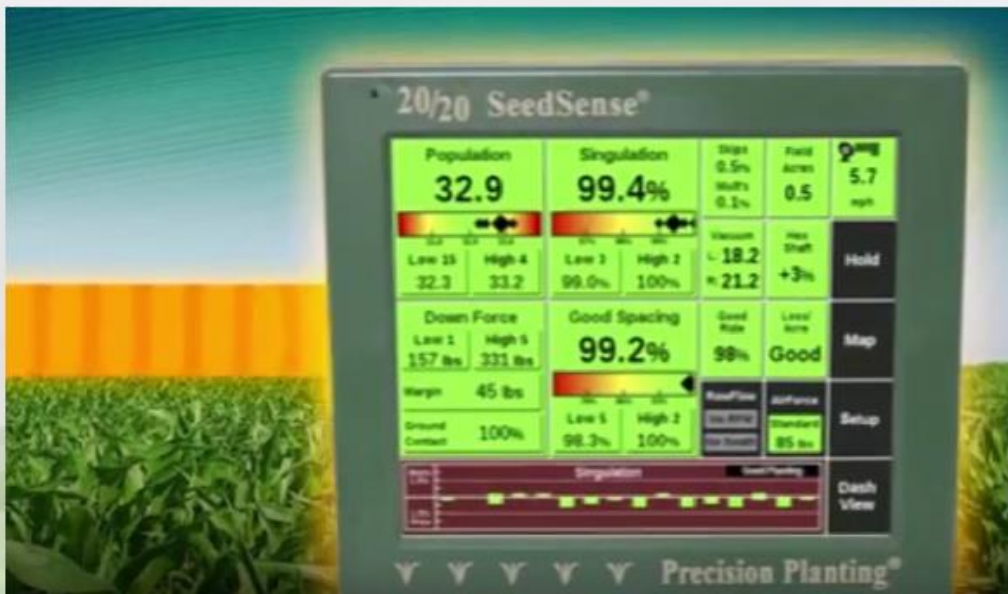 20/20 SeedSense®
Population
32.9
Low 15 High 4
32.3 33.2
Singulation
99.4%
Low 3 High 2
99.0% 100%
Skips
0.5%
Mult's
0.1%
Field
Acres
0.5
5.7
mph
Vacuum
18.2
21.2
Hex
Shaft
+3%
Hold
Down Force
Low 1 High 5
157 lbs 331 lbs
Margin 45 lbs
Ground
Contact 100%
Good Spacing
99.2%
Low 5 High 2
98.3% 100%
Good
Ride
98%
Loss/
Acre
Good
Map
RowFlow
AirForce
Standard
85 lbs
Setup
Singulation
Good Planting
Dash
View
Precision Planting®